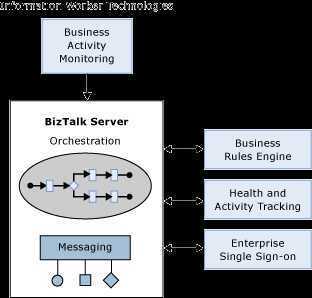 Information Worker Technologies
Business
Activity
Monitoring
BizTalk Server
Orchestration
Business
Rules Engine
Health and
Activity Tracking
Messaging
Enterprise
Single Sign-on